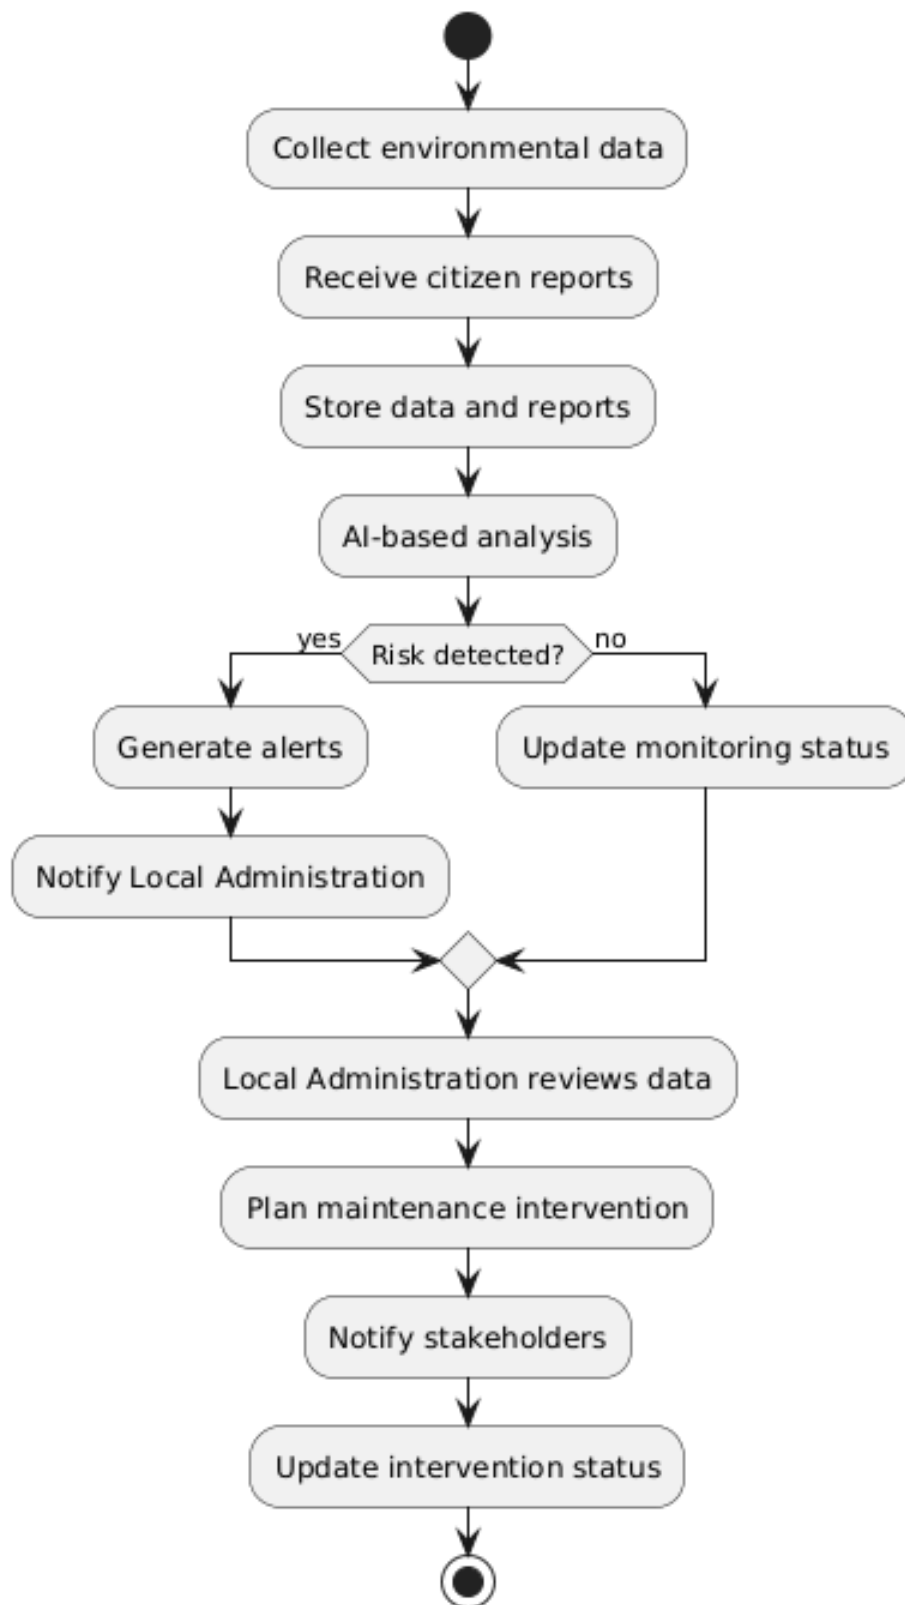 Collect environmental data
Receive citizen reports
Store data and reports
AI-based analysis
yes
Risk detected?
no
Generate alerts
Update monitoring status
Notify Local Administration
Local Administration reviews data
Plan maintenance intervention
Notify stakeholders
Update intervention status